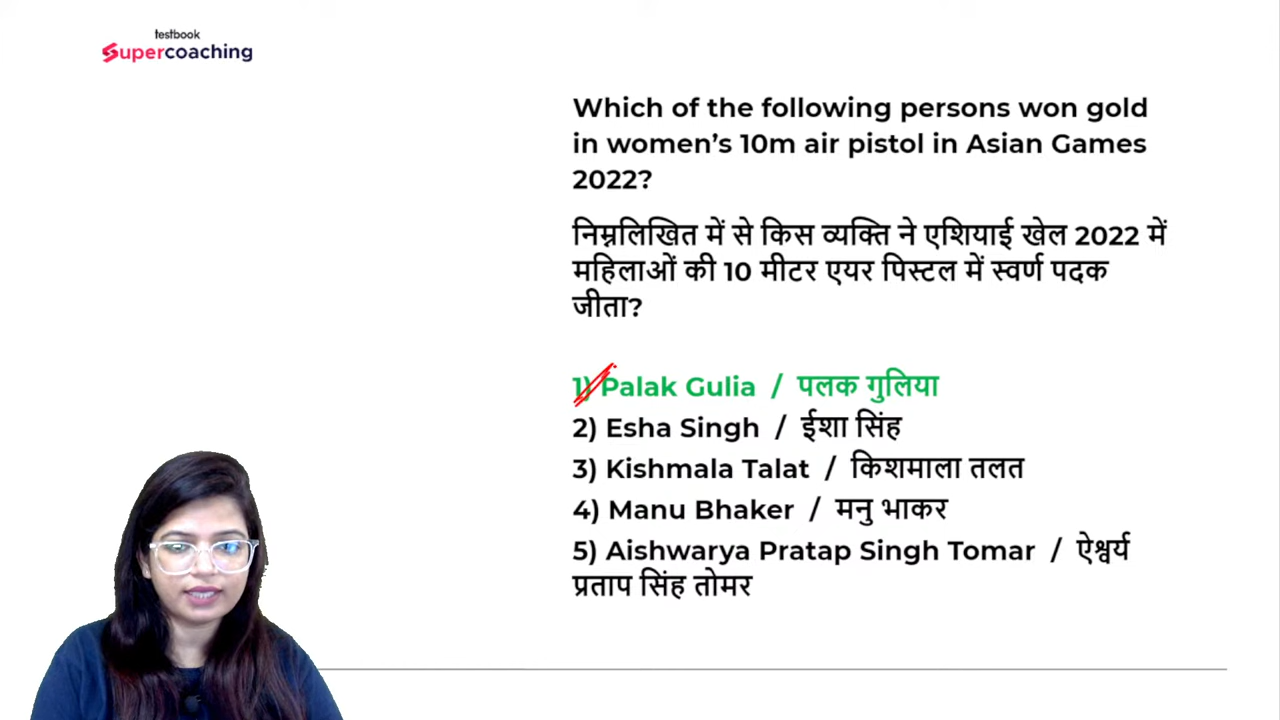 testbook
Supercoaching
Which of the following persons won gold
in women’s 10m air pistol in Asian Games
2022?
निम्नलिखित में से किस व्यक्ति ने एशियाई खेल 2022 में
महिलाओं की 10 मीटर एयर पिस्टल में स्वर्ण पदक
जीता?
1) Palak Gulia / पलक गुलिया
2) Esha Singh / ईशा सिंह
3) Kishmala Talat / किशमाला तलत
4) Manu Bhaker / मनु भाकर
5) Aishwarya Pratap Singh Tomar / ऐश्वर्य
प्रताप सिंह तोमर